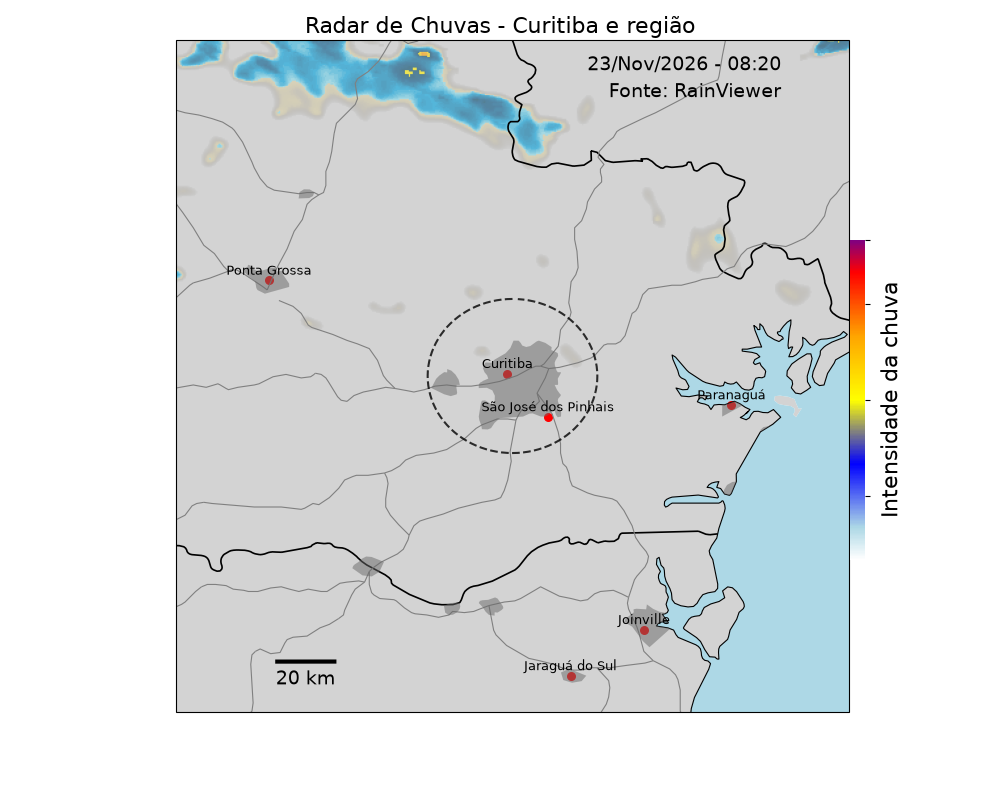 Radar de Chuvas - Curitiba e região
23/Nov/2026 - 08:20
Fonte: RainViewer
Ponta Grossa
Curitiba
Paranaguá
São José dos Pinhais
Intensidade da chuva
Joinville
Jaraguá do Sul
20 km